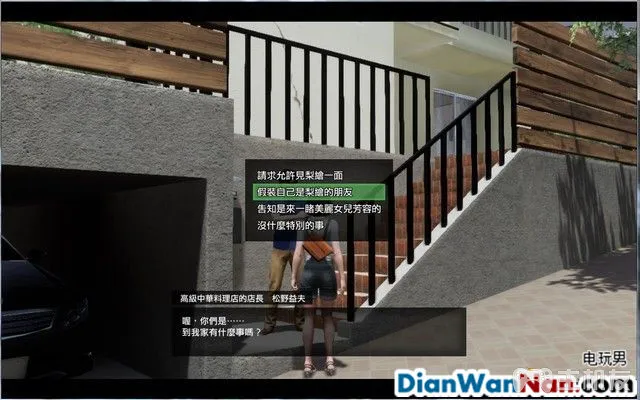 請求允許見梨繪一面
假裝自己是梨繪的朋友
告知是來一睹美麗女兒芳容的
沒什麼特別的事
高級中華料理店的店長 松野益夫
喔，你們是……
到我家有什麼事嗎？
电玩男
DianWanNan.com